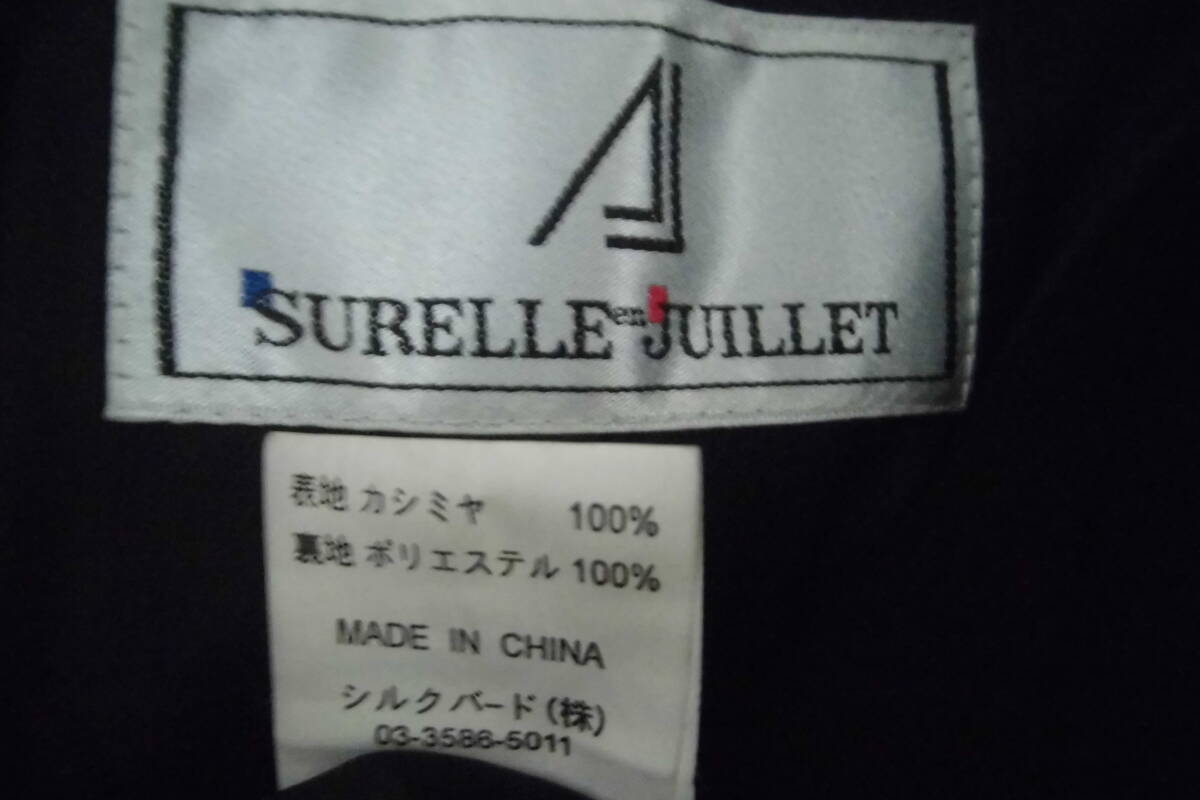 SURELLE en JUILLET
表地 カシミヤ 100%
裏地 ポリエステル 100%
MADE IN CHINA
シルクバード(株)
03-3586-5011